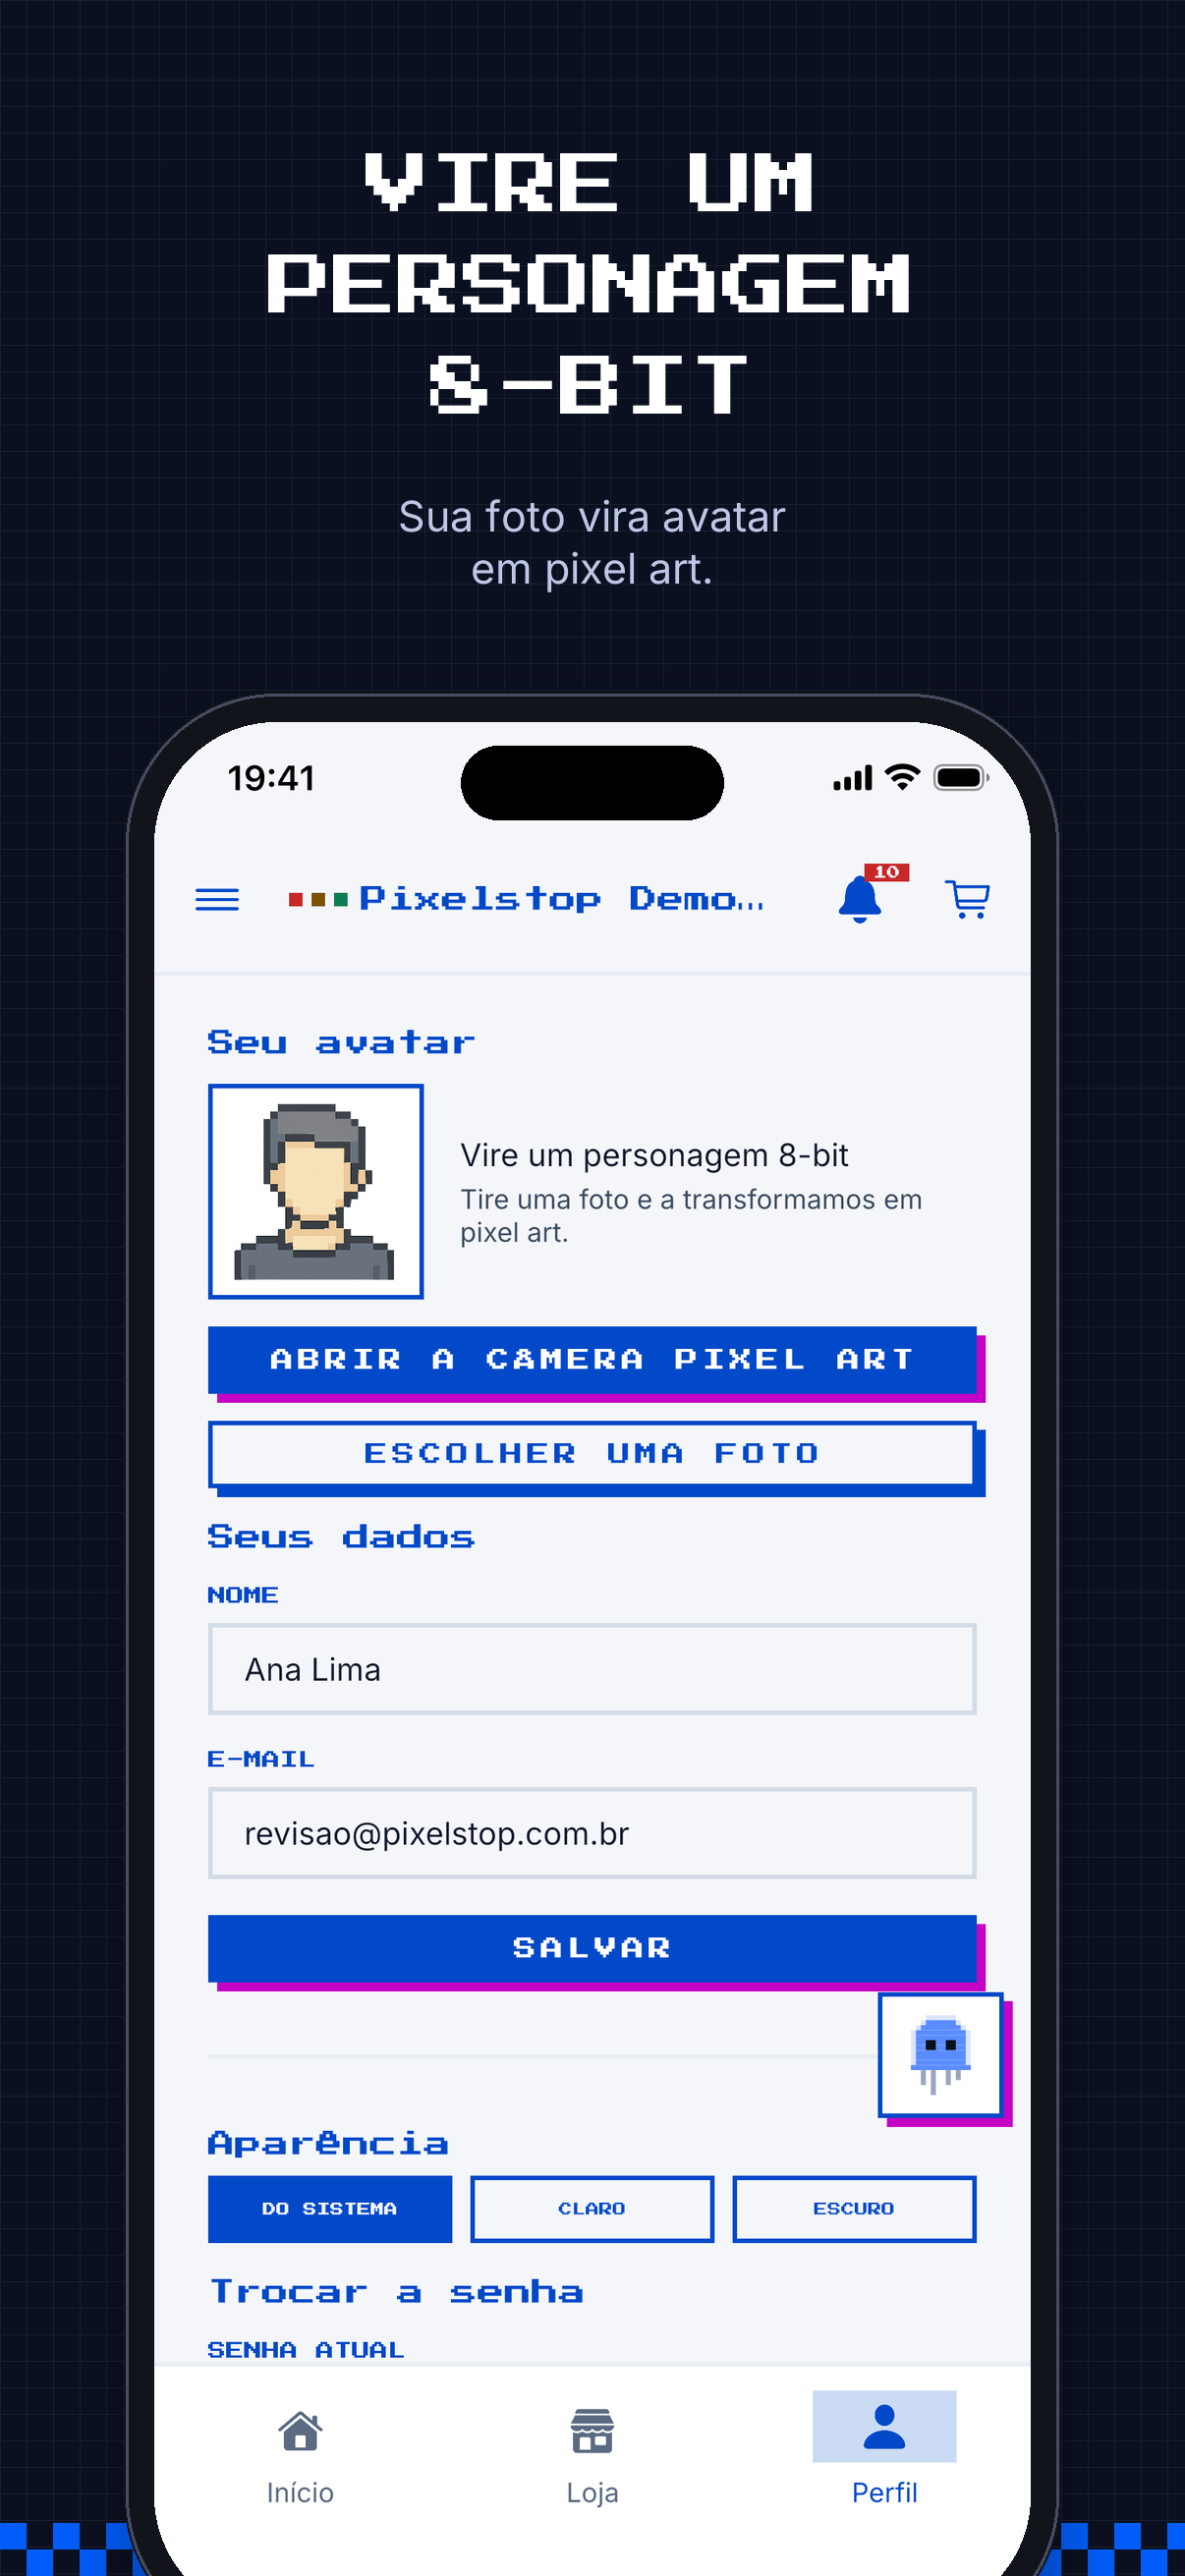 VIRE UM
PERSONAGEM
8-BIT
Sua foto vira avatar
em pixel art.
19:41
Pixelstop Demo...
10
Seu avatar
Vire um personagem 8-bit
Tire uma foto e a transformamos em
pixel art.
ABRIR A CÂMERA PIXEL ART
ESCOLHER UMA FOTO
Seus dados
NOME
Ana Lima
E-MAIL
revisao@pixelstop.com.br
SALVAR
Aparência
DO SISTEMA
CLARO
ESCURO
Trocar a senha
SENHA ATUAL
Início
Loja
Perfil